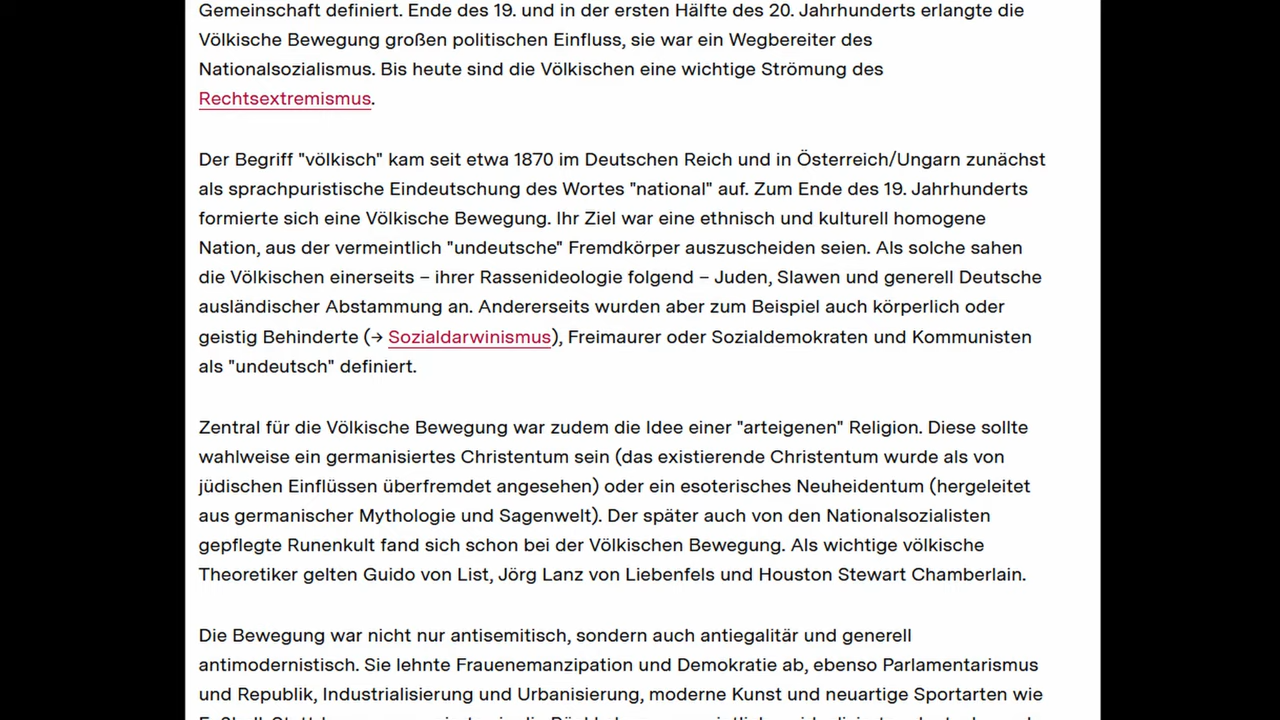 Gemeinschaft definiert. Ende des 19. und in der ersten Hälfte des 20. Jahrhunderts erlangte die
Völkische Bewegung großen politischen Einfluss, sie war ein Wegbereiter des
Nationalsozialismus. Bis heute sind die Völkischen eine wichtige Strömung des
Rechtsextremismus.
Der Begriff "völkisch" kam seit etwa 1870 im Deutschen Reich und in Österreich/Ungarn zunächst
als sprachpuristische Eindeutschung des Wortes "national" auf. Zum Ende des 19. Jahrhunderts
formierte sich eine Völkische Bewegung. Ihr Ziel war eine ethnisch und kulturell homogene
Nation, aus der vermeintlich "undeutsche" Fremdkörper auszuscheiden seien. Als solche sahen
die Völkischen einerseits – ihrer Rassenideologie folgend – Juden, Slawen und generell Deutsche
ausländischer Abstammung an. Andererseits wurden aber zum Beispiel auch körperlich oder
geistig Behinderte (→ Sozialdarwinismus), Freimaurer oder Sozialdemokraten und Kommunisten
als "undeutsch" definiert.
Zentral für die Völkische Bewegung war zudem die Idee einer "arteigenen" Religion. Diese sollte
wahlweise ein germanisiertes Christentum sein (das existierende Christentum wurde als von
jüdischen Einflüssen überfremdet angesehen) oder ein esoterisches Neuheidentum (hergeleitet
aus germanischer Mythologie und Sagenwelt). Der später auch von den Nationalsozialisten
gepflegte Runenkult fand sich schon bei der Völkischen Bewegung. Als wichtige völkische
Theoretiker gelten Guido von List, Jörg Lanz von Liebenfels und Houston Stewart Chamberlain.
Die Bewegung war nicht nur antisemitisch, sondern auch antiegalitär und generell
antimodernistisch. Sie lehnte Frauenemanzipation und Demokratie ab, ebenso Parlamentarismus
und Republik, Industrialisierung und Urbanisierung, moderne Kunst und neuartige Sportarten wie